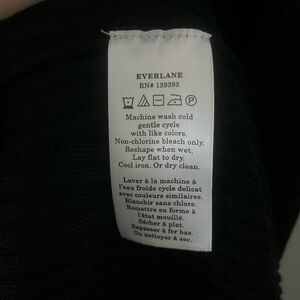 EVERLANE
RN# 139393
Machine wash cold
gentle cycle
with like colors.
Non-chlorine bleach only.
Reshape when wet,
Lay flat to dry,
Cool iron. Or dry clean.
Laver à la machine à
l'eau froide cycle délicat
avec couleurs similaires.
Blanchir sans chlore.
Remettre en forme à
l'état mouillé.
Sécher à plat.
Repasser à fer bas.
Ou nettoyer à sec.